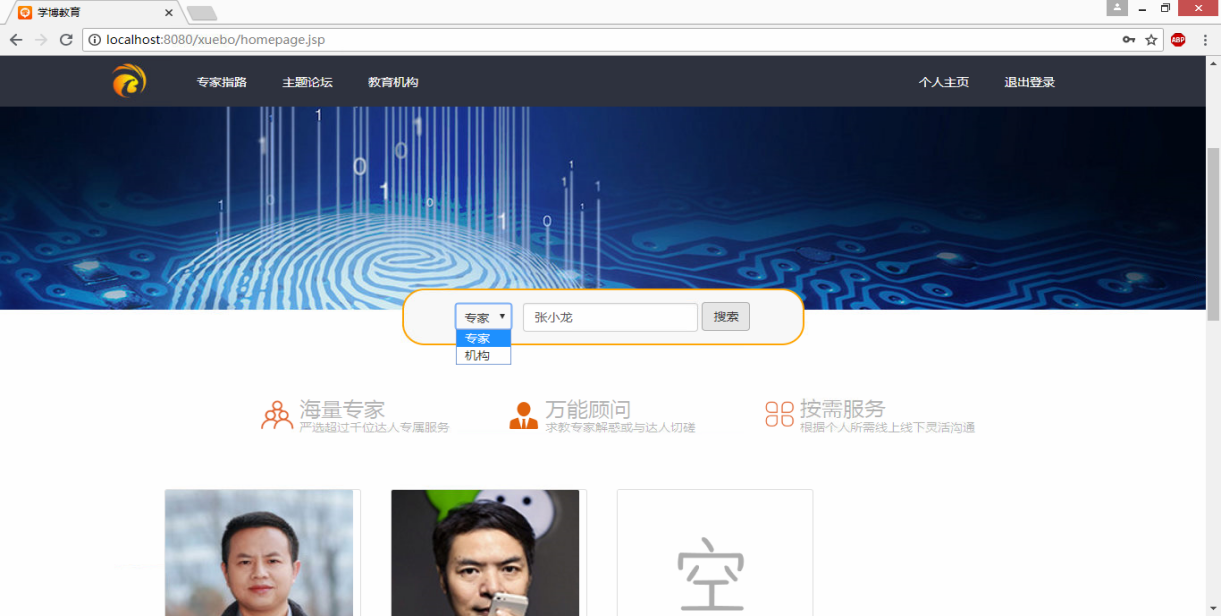 学博教育
localhost:8080/xuebo/homepage.jsp
ABP
专家指路 主题论坛 教育机构 个人主页 退出登录
专家 张小龙 搜索
专家
机构
海量专家 万能顾问 按需服务
严选超过千位达人专属服务 求教专家解惑或与达人切磋 根据个人所需线上线下灵活沟通
空